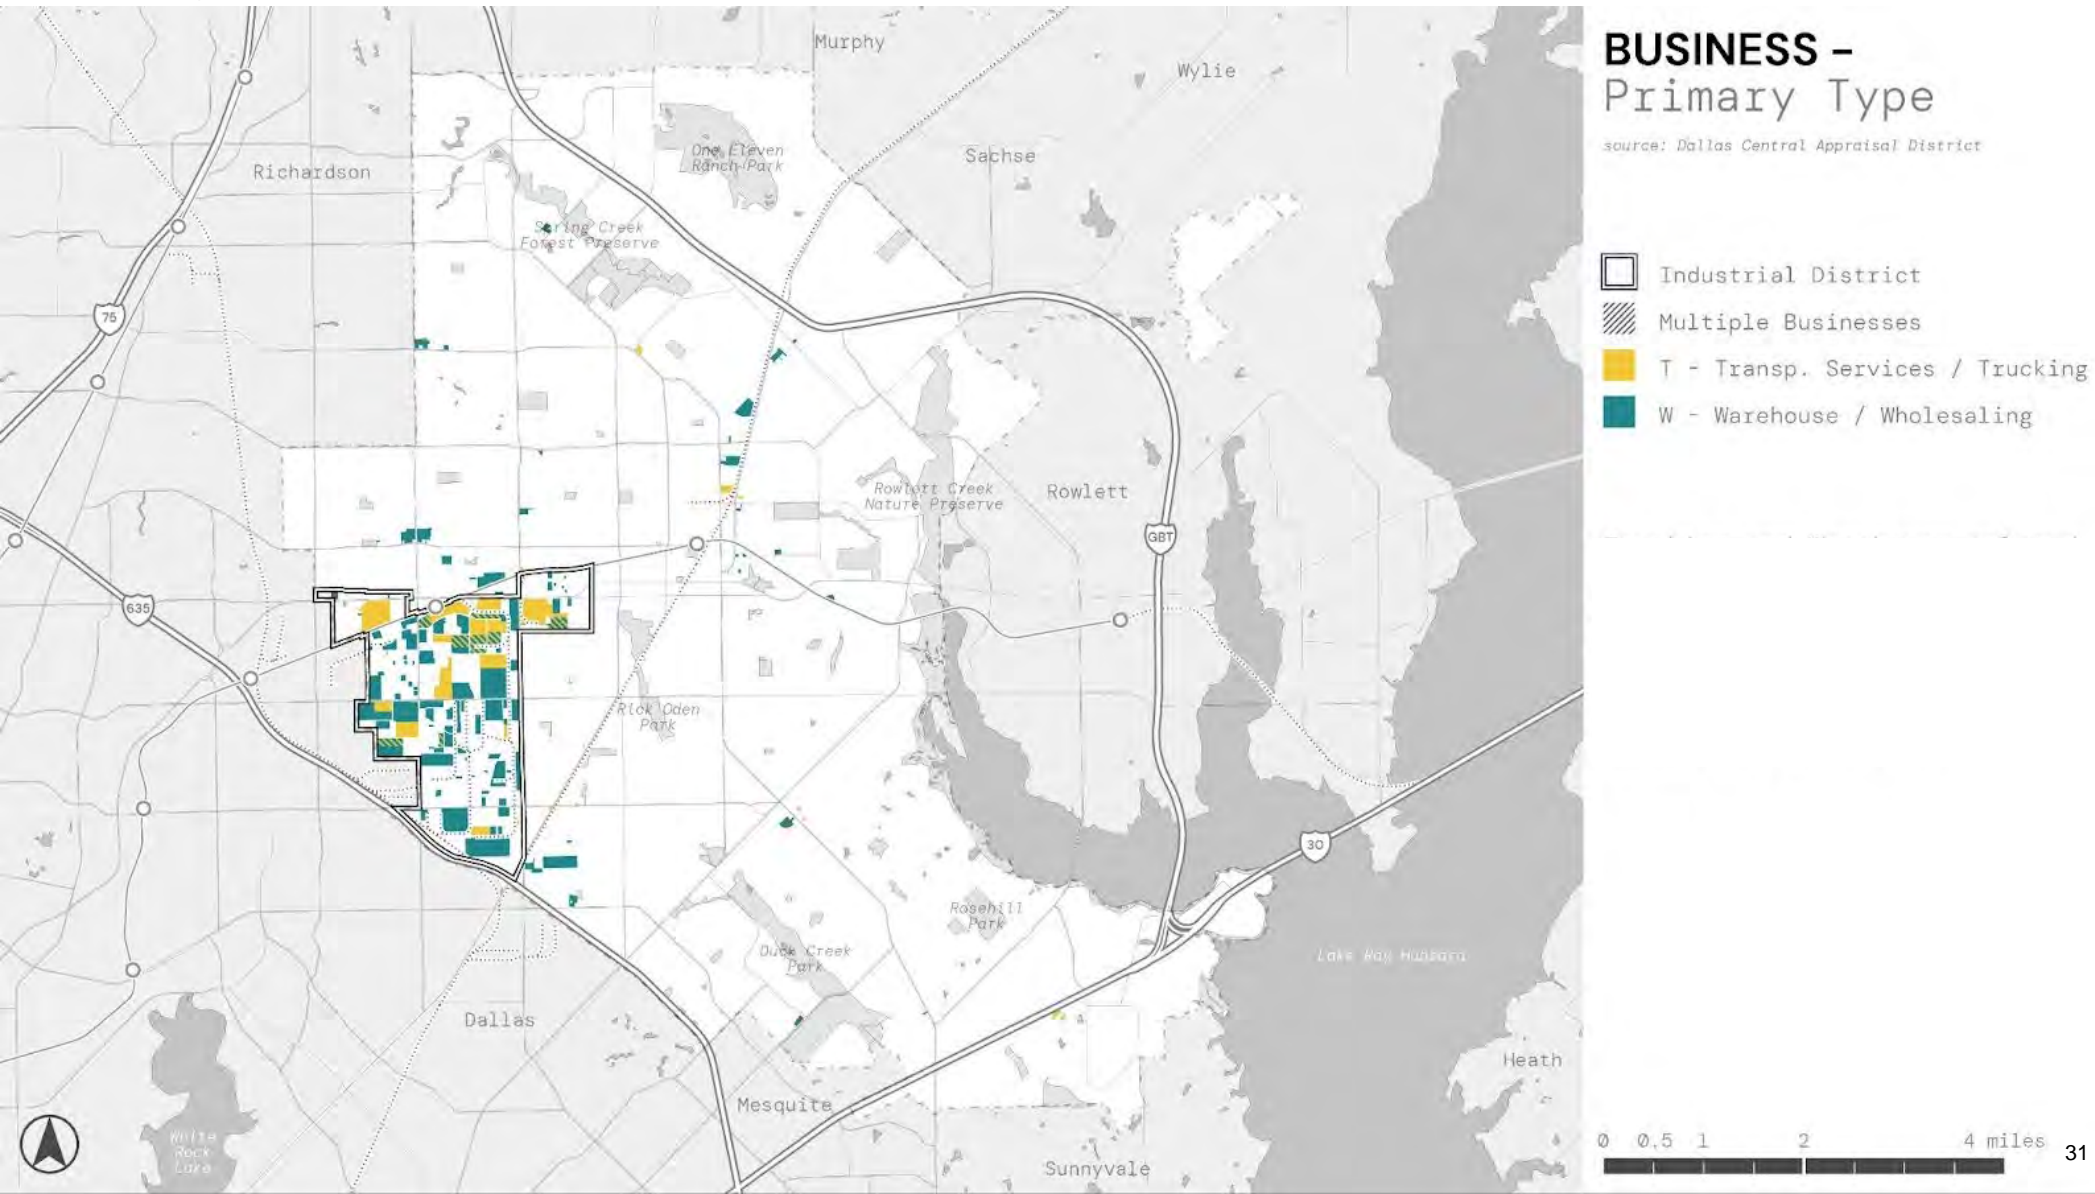 BUSINESS –
Primary Type
source: Dallas Central Appraisal District
Industrial District
Multiple Businesses
T - Transp. Services / Trucking
W - Warehouse / Wholesaling
Murphy
Wylie
One Eleven
Ranch Park
Sachse
Richardson
Spring Creek
Forest Preserve
75
Rowlett Creek
Nature Preserve
Rowlett
GBT
635
Rick Oden
Park
30
Rosehill
Park
Duck Creek
Park
Lake Ray Hubbard
Dallas
Heath
Mesquite
White
Rock
Lake
Sunnyvale
0 0.5 1 2 4 miles
31